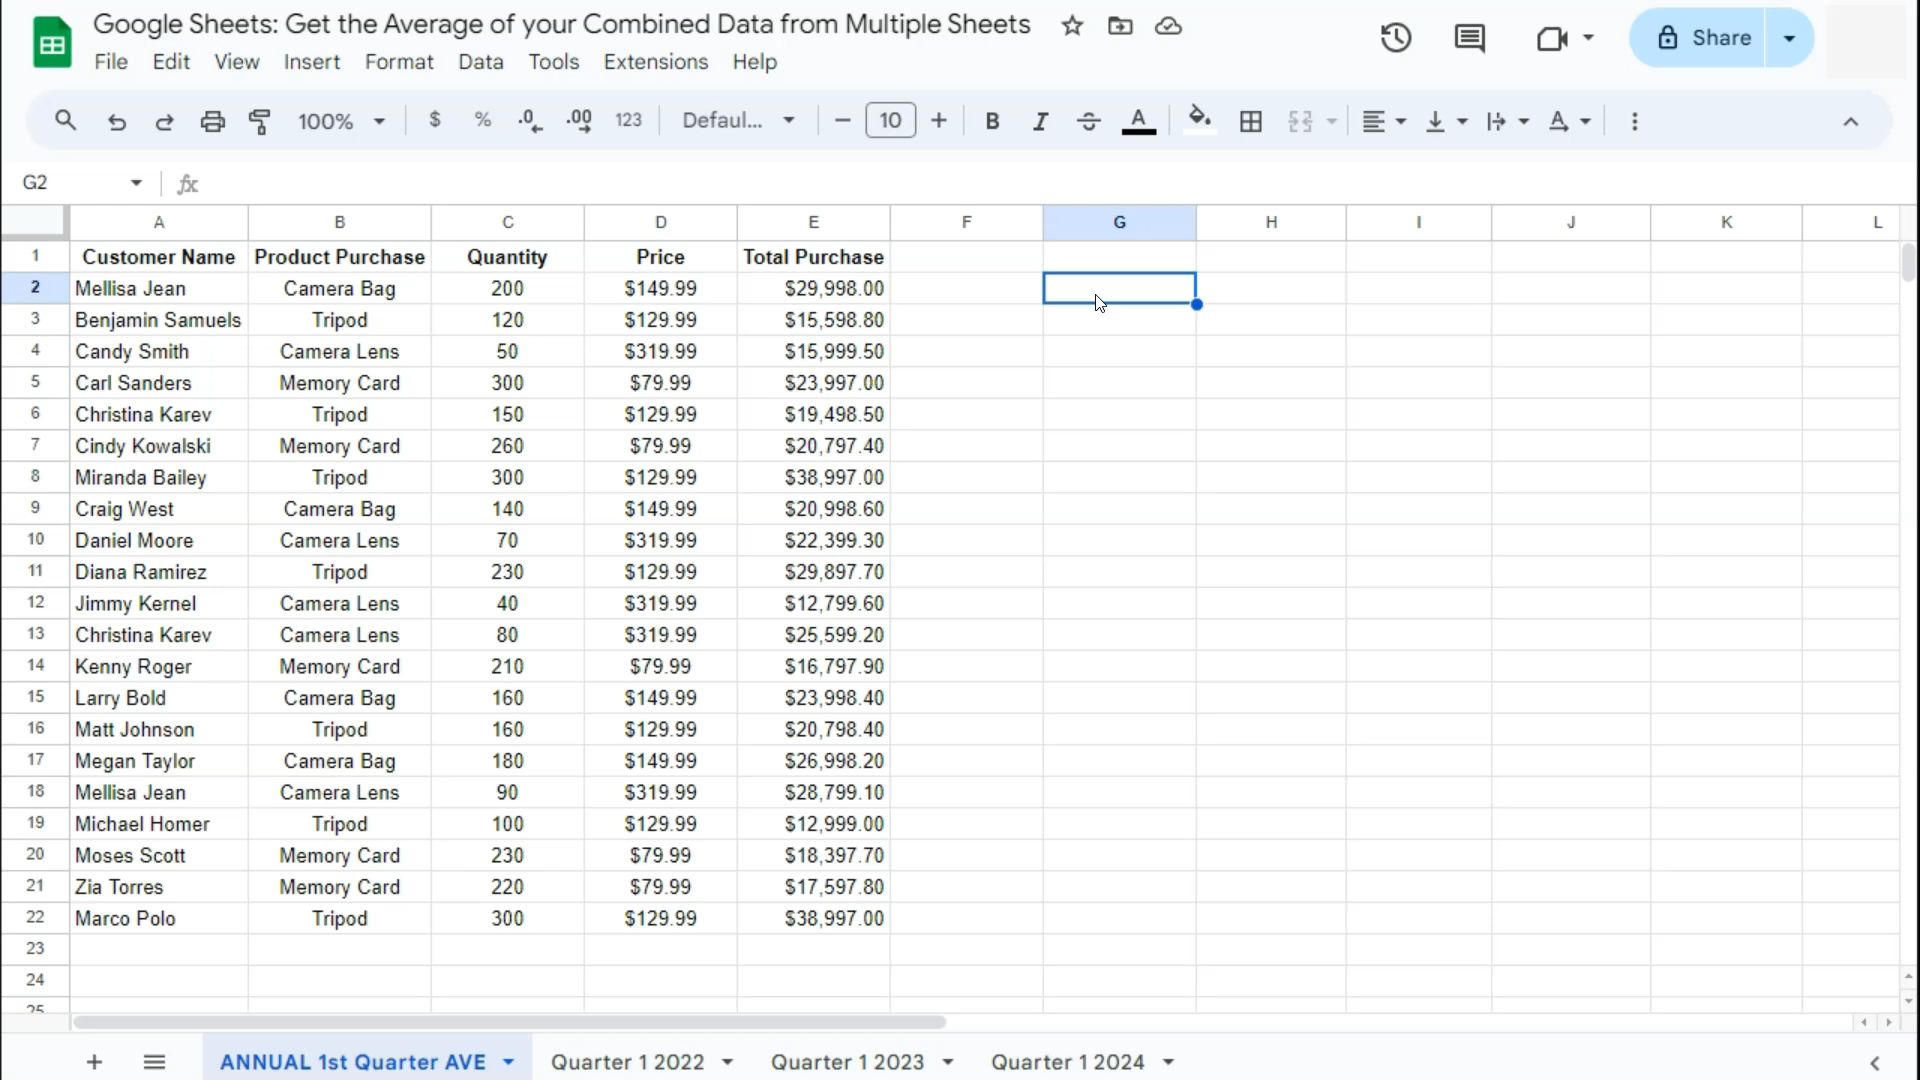 Google Sheets: Get the Average of your Combined Data from Multiple Sheets
File Edit View Insert Format Data Tools Extensions Help
Share
100% $ % .0 .00 123 Defaul... 10 B I A
G2 fx
A B C D E F G H I J K L
1 Customer Name Product Purchase Quantity Price Total Purchase
2 Mellisa Jean Camera Bag 200 $149.99 $29,998.00
3 Benjamin Samuels Tripod 120 $129.99 $15,598.80
4 Candy Smith Camera Lens 50 $319.99 $15,999.50
5 Carl Sanders Memory Card 300 $79.99 $23,997.00
6 Christina Karev Tripod 150 $129.99 $19,498.50
7 Cindy Kowalski Memory Card 260 $79.99 $20,797.40
8 Miranda Bailey Tripod 300 $129.99 $38,997.00
9 Craig West Camera Bag 140 $149.99 $20,998.60
10 Daniel Moore Camera Lens 70 $319.99 $22,399.30
11 Diana Ramirez Tripod 230 $129.99 $29,897.70
12 Jimmy Kernel Camera Lens 40 $319.99 $12,799.60
13 Christina Karev Camera Lens 80 $319.99 $25,599.20
14 Kenny Roger Memory Card 210 $79.99 $16,797.90
15 Larry Bold Camera Bag 160 $149.99 $23,998.40
16 Matt Johnson Tripod 160 $129.99 $20,798.40
17 Megan Taylor Camera Bag 180 $149.99 $26,998.20
18 Mellisa Jean Camera Lens 90 $319.99 $28,799.10
19 Michael Homer Tripod 100 $129.99 $12,999.00
20 Moses Scott Memory Card 230 $79.99 $18,397.70
21 Zia Torres Memory Card 220 $79.99 $17,597.80
22 Marco Polo Tripod 300 $129.99 $38,997.00
23
24
25
ANNUAL 1st Quarter AVE Quarter 1 2022 Quarter 1 2023 Quarter 1 2024